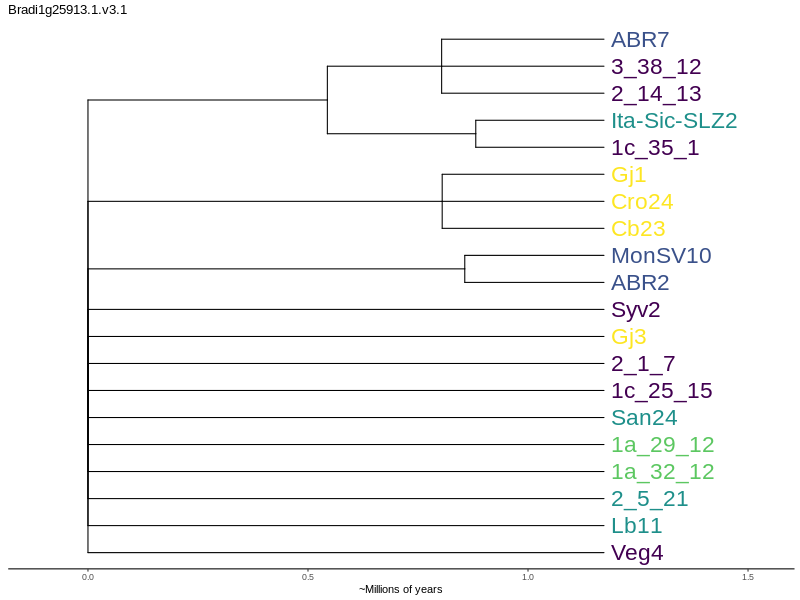 Bradi1g25913.1.v3.1
ABR7
3_38_12
2_14_13
Ita-Sic-SLZ2
1c_35_1
Gj1
Cro24
Cb23
MonSV10
ABR2
Syv2
Gj3
2_1_7
1c_25_15
San24
1a_29_12
1a_32_12
2_5_21
Lb11
Veg4
0.0 0.5 1.0 1.5
~Millions of years